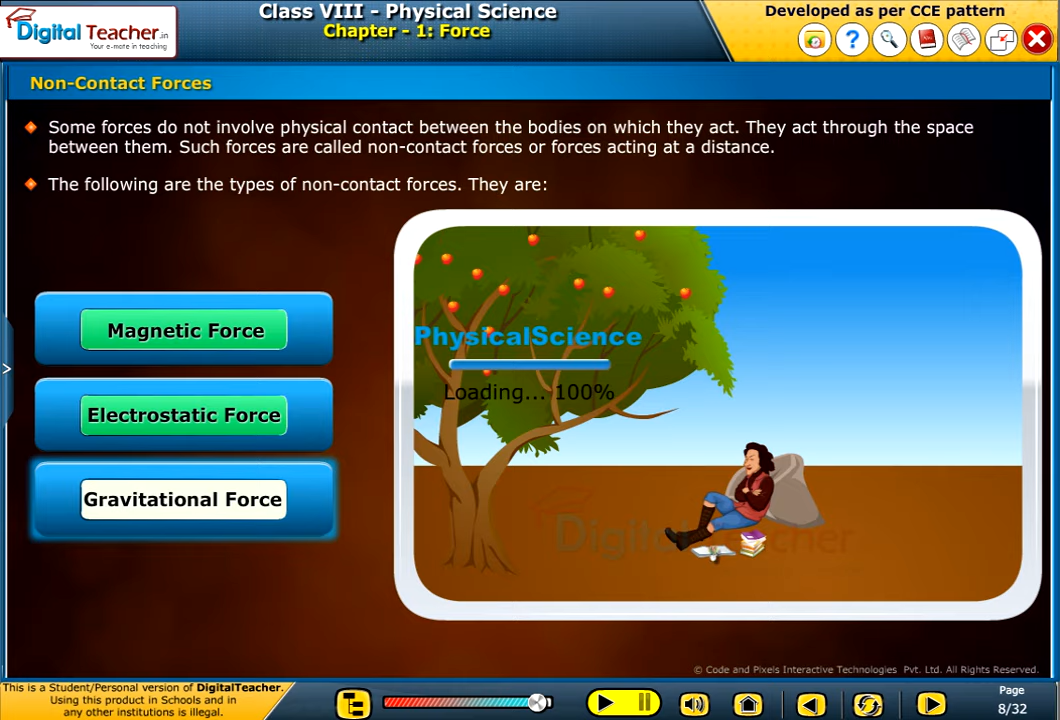 Digital Teacher.in
Your e-mate in teaching
Class VIII - Physical Science
Chapter - 1: Force
Developed as per CCE pattern
?
Non-Contact Forces
Some forces do not involve physical contact between the bodies on which they act. They act through the space
between them. Such forces are called non-contact forces or forces acting at a distance.
The following are the types of non-contact forces. They are:
Magnetic Force
Electrostatic Force
Gravitational Force
PhysicalScience
Loading... 100%
Digital Teacher
>
© Code and Pixels Interactive Technologies Pvt. Ltd. All Rights Reserved.
This is a Student/Personal version of DigitalTeacher.
Using this product in Schools and in
any other institutions is illegal.
Page
8/32